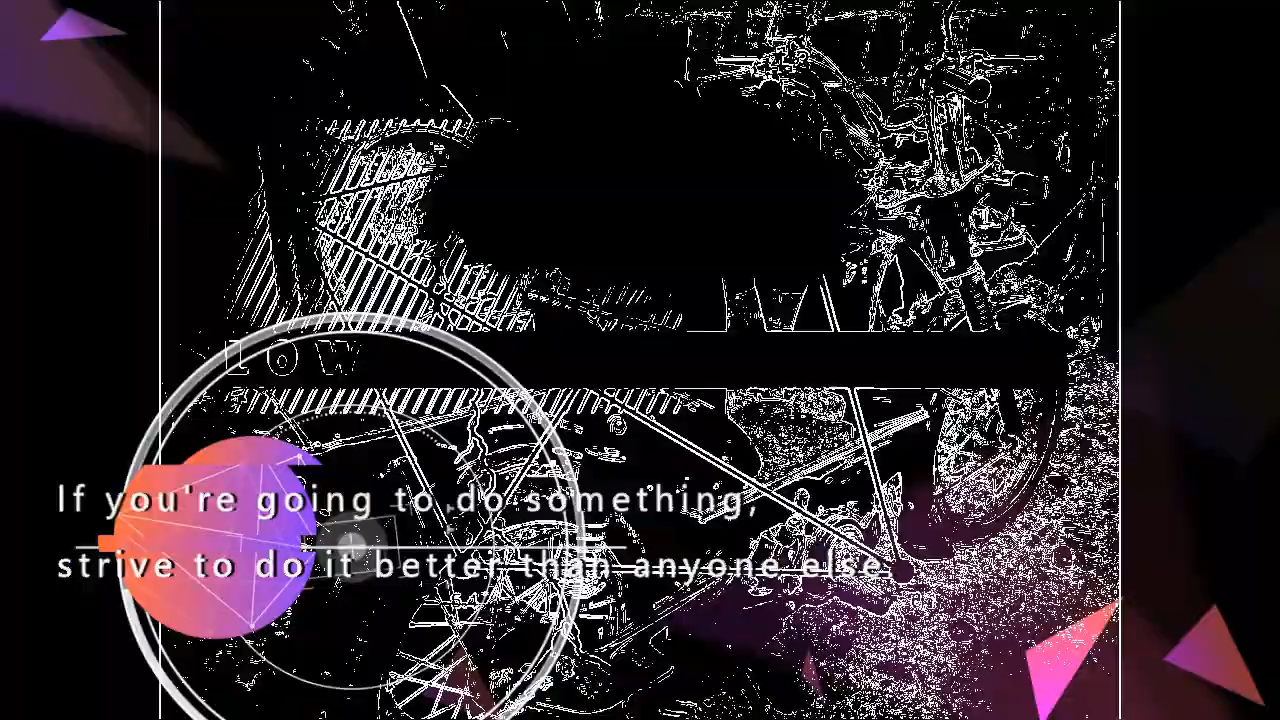 low
If you're going to do something,
strive to do it better than anyone else.